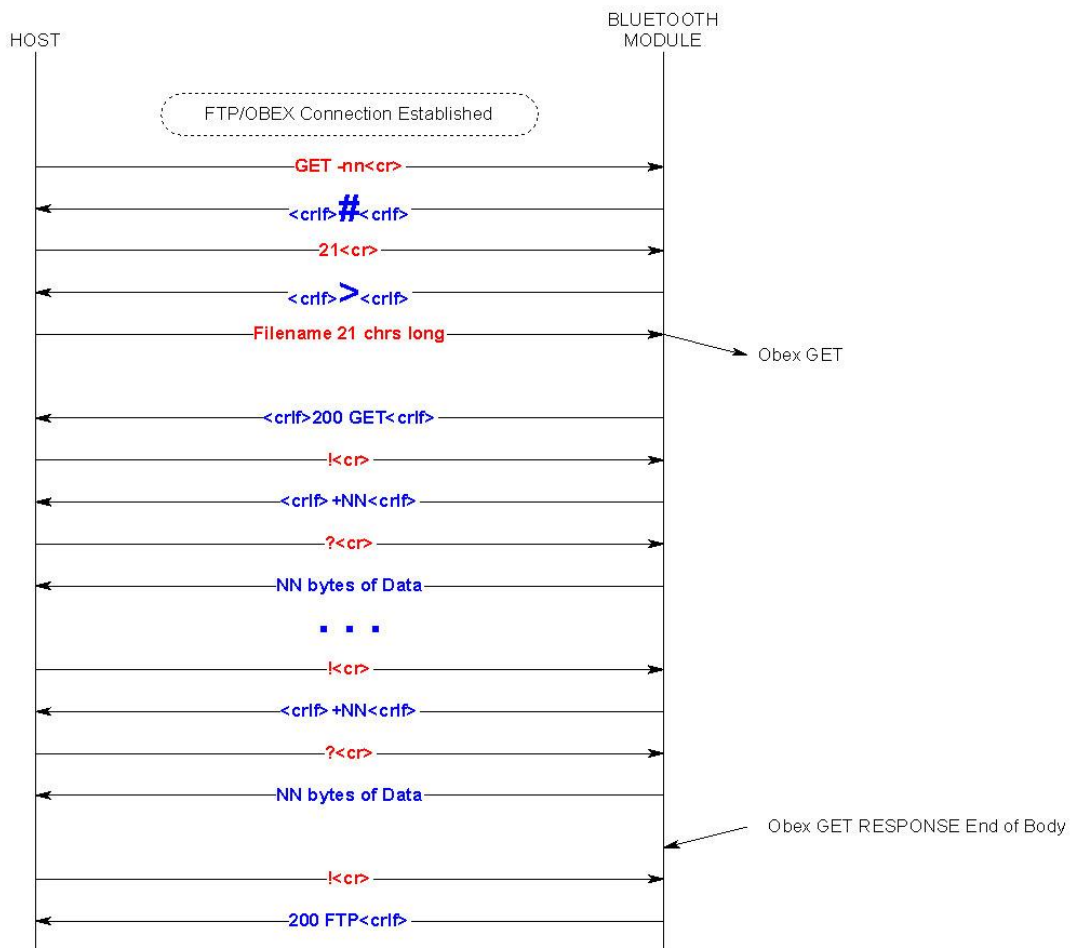 HOST
BLUETOOTH
MODULE
FTP/OBEX Connection Established
GET -nn<cr>
<crlf>#<crlf>
21<cr>
<crlf>><crlf>
Filename 21 chrs long
Obex GET
<crlf>200 GET<crlf>
!<cr>
<crlf>+NN<crlf>
?<cr>
NN bytes of Data
. . .
!<cr>
<crlf>+NN<crlf>
?<cr>
NN bytes of Data
Obex GET RESPONSE End of Body
!<cr>
200 FTP<crlf>